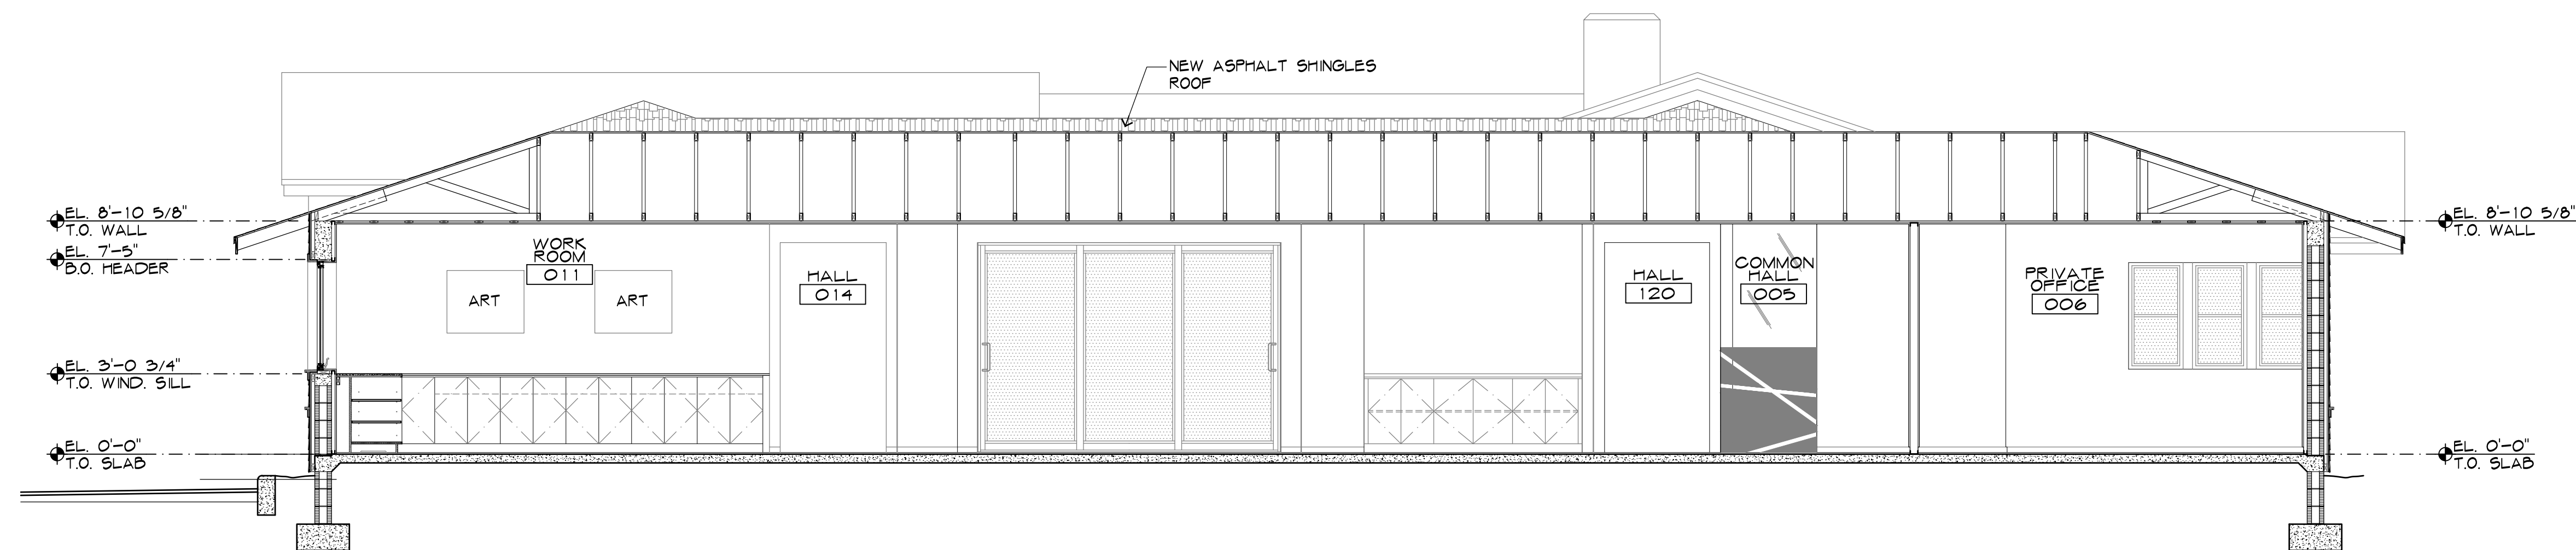 NEW ASPHALT SHINGLES
ROOF
EL. 8'-10 5/8"
T.O. WALL
EL. 7'-5"
B.O. HEADER
EL. 3'-0 3/4"
T.O. WIND. SILL
EL. 0'-0"
T.O. SLAB
WORK
ROOM
011
ART
ART
HALL
014
HALL
120
COMMON
HALL
005
PRIVATE
OFFICE
006
EL. 8'-10 5/8"
T.O. WALL
EL. 0'-0"
T.O. SLAB